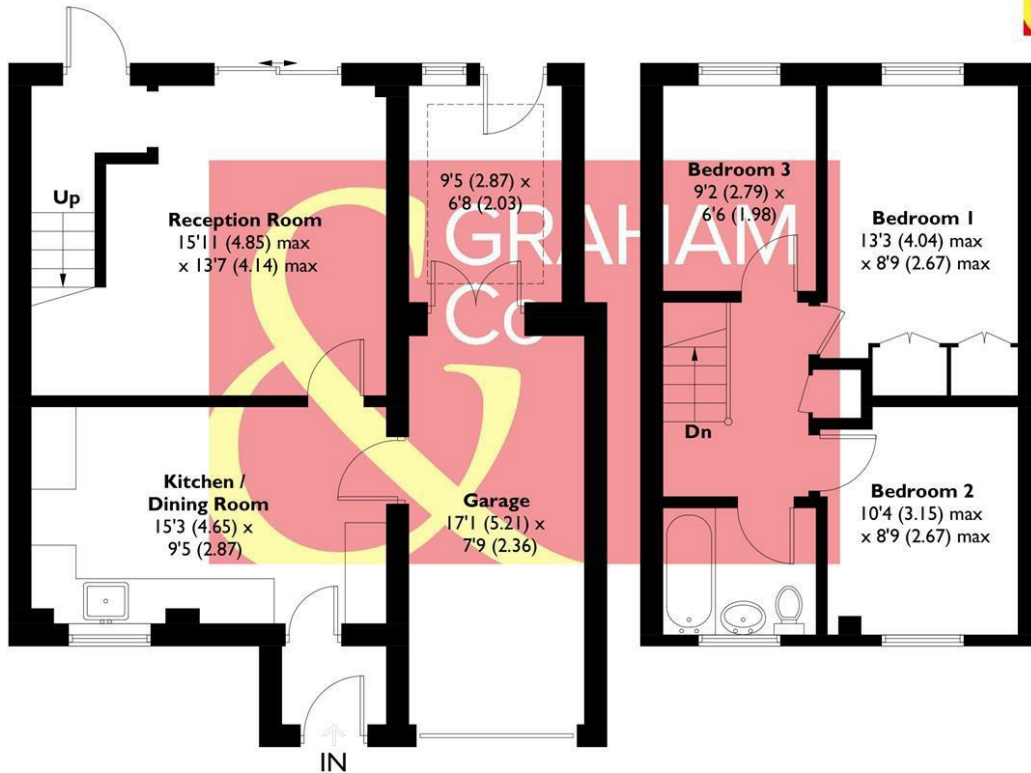 Up
Reception Room
15'11 (4.85) max
x 13'7 (4.14) max
9'5 (2.87) x
6'8 (2.03)
Kitchen /
Dining Room
15'3 (4.65) x
9'5 (2.87)
Garage
17'1 (5.21) x
7'9 (2.36)
IN
Bedroom 3
9'2 (2.79) x
6'6 (1.98)
Bedroom 1
13'3 (4.04) max
x 8'9 (2.67) max
Dn
Bedroom 2
10'4 (3.15) max
x 8'9 (2.67) max
&
GRAHAM
Co